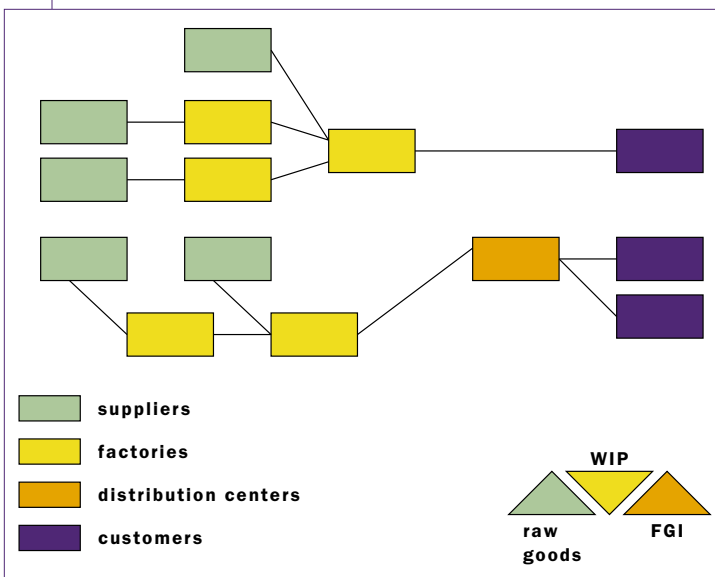 suppliers
factories
distribution centers
customers
WIP
raw
goods
FGI